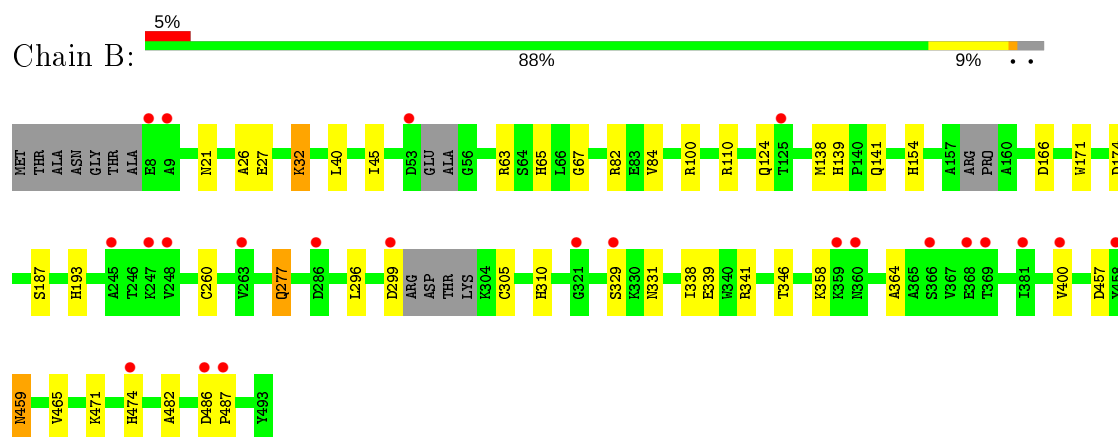 5%
Chain B:
88% 9% • •
MET THR ALA ASN GLY THR ALA E8 A9 N21 A26 E27 K32 L40 I45 D53 GLU ALA G56 R63 S64 H65 L66 G67 R82 E83 V84 R100 R110 Q124 T125 M138 H139 P140 Q141 H154 A157 ARG PRO A160 D166 W171 D174
S187 H193 A245 T246 K247 V248 C260 V263 Q277 D286 L296 D299 ARG ASP THR LYS K304 C305 H310 G321 S329 K330 N331 I338 E339 W340 R341 T346 K358 K359 N360 A364 A365 S366 V367 E368 T369 I381 V400 D457 Y458
N459 V465 K471 H474 A482 D486 P487 Y493